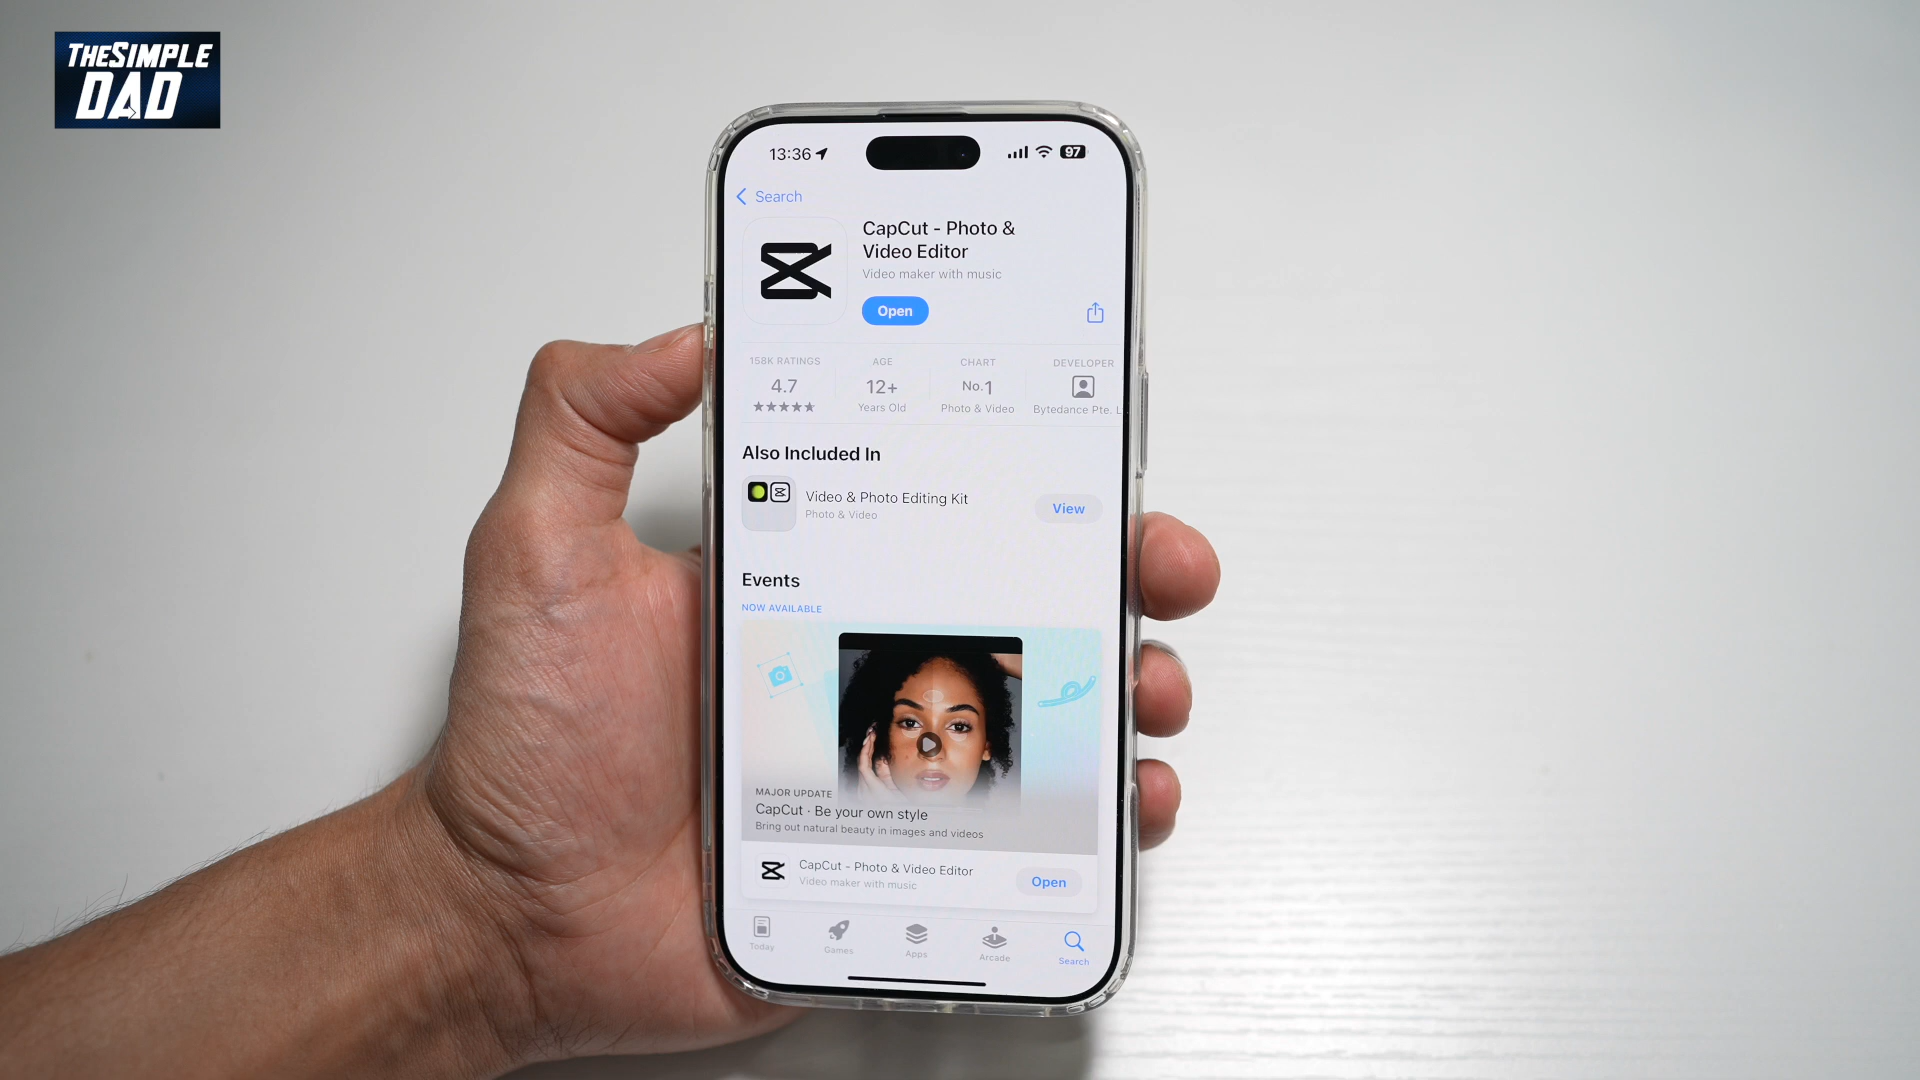 THESIMPLE
DAD
13:36
97
Search
CapCut - Photo &
Video Editor
Video maker with music
Open
158K RATINGS
4.7
AGE
12+
Years Old
CHART
No.1
Photo & Video
DEVELOPER
Bytedance Pte. L
Also Included In
Video & Photo Editing Kit
Photo & Video
View
Events
NOW AVAILABLE
MAJOR UPDATE
CapCut · Be your own style
Bring out natural beauty in images and videos
CapCut - Photo & Video Editor
Video maker with music
Open
Today
Games
Apps
Arcade
Search